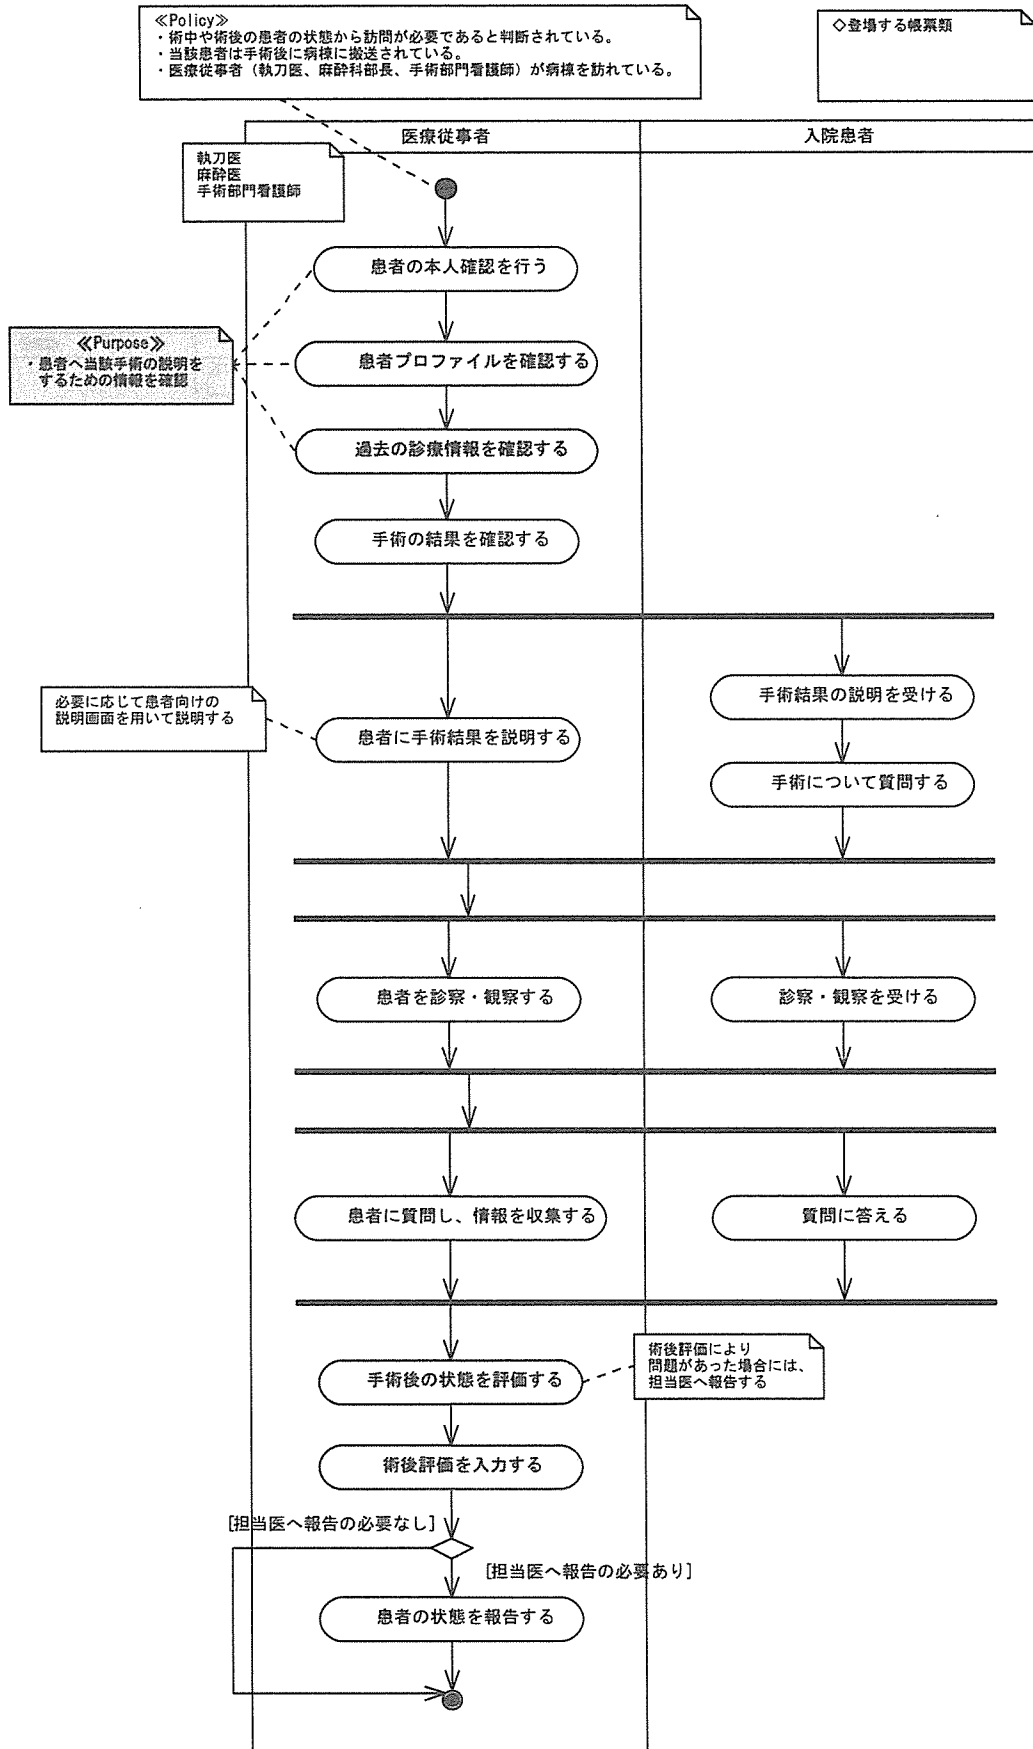 ≪Policy≫
・術中や術後の患者の状態から訪問が必要であると判断されている。
・当該患者は手術後に病棟に搬送されている。
・医療従事者（執刀医、麻酔科部長、手術部門看護師）が病棟を訪れている。
◇登場する帳票類
医療従事者
入院患者
執刀医
麻酔医
手術部門看護師
患者の本人確認を行う
≪Purpose≫
・患者へ当該手術の説明を
するための情報を確認
患者プロファイルを確認する
過去の診療情報を確認する
手術の結果を確認する
必要に応じて患者向けの
説明画面を用いて説明する
患者に手術結果を説明する
手術結果の説明を受ける
手術について質問する
患者を診察・観察する
診察・観察を受ける
患者に質問し、情報を収集する
質問に答える
手術後の状態を評価する
術後評価により
問題があった場合には、
担当医へ報告する
術後評価を入力する
[担当医へ報告の必要なし]
[担当医へ報告の必要あり]
患者の状態を報告する